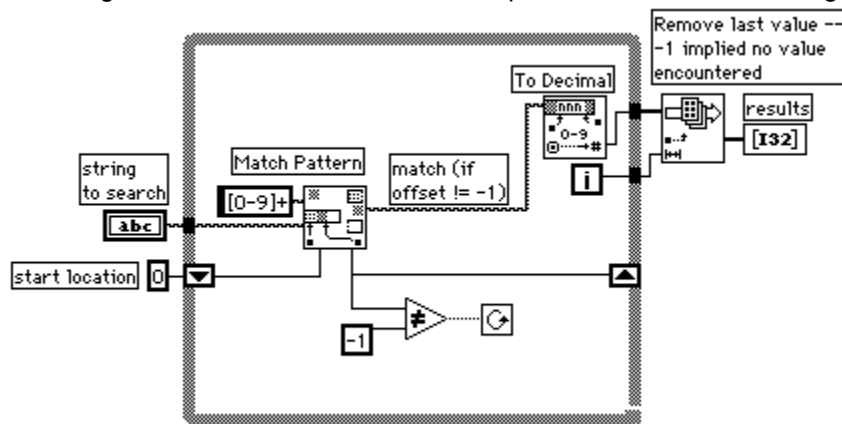 Remove last value --
-1 implied no value
encountered
To Decimal
nnn
0-9
#
results
[I32]
i
string
to search
Match Pattern
match (if
offset != -1)
[0-9]+
abc
start location
0
≠
-1